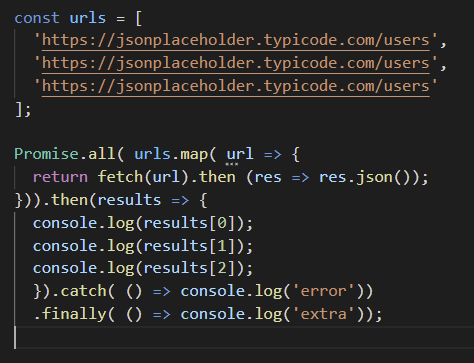 const urls = [
  'https://jsonplaceholder.typicode.com/users',
  'https://jsonplaceholder.typicode.com/users',
  'https://jsonplaceholder.typicode.com/users'
];

Promise.all( urls.map( url => {
  return fetch(url).then (res => res.json());
})).then(results => {
  console.log(results[0]);
  console.log(results[1]);
  console.log(results[2]);
  }).catch( () => console.log('error'))
  .finally( () => console.log('extra'));